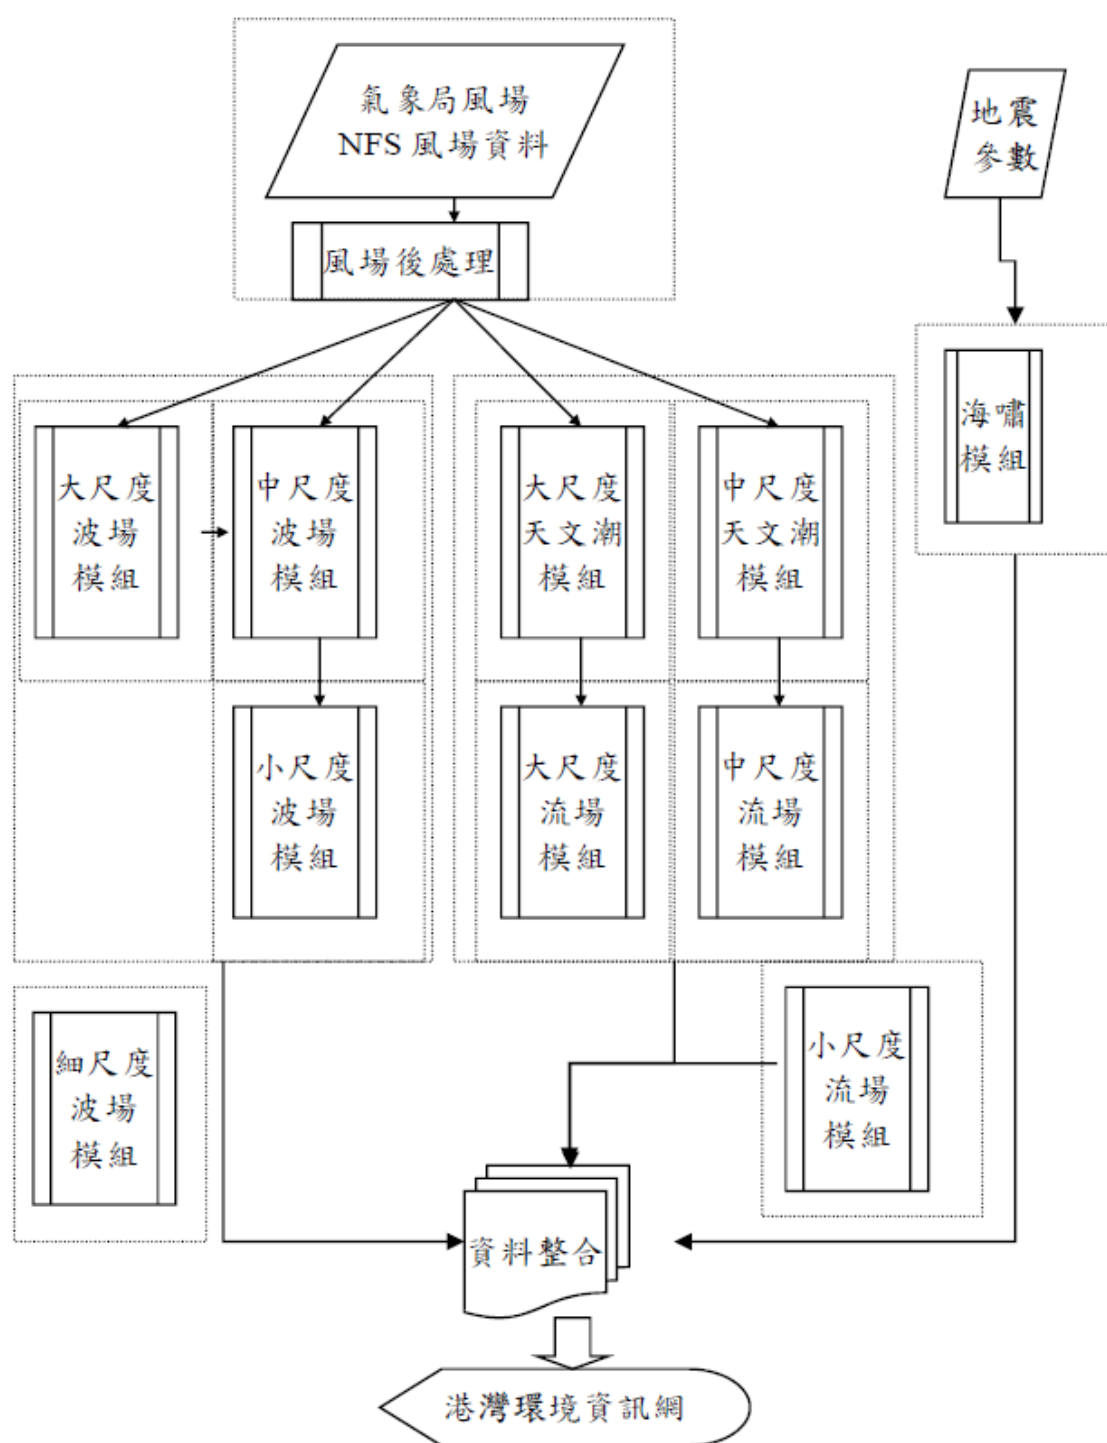 氣象局風場
NFS 風場資料
地震
參數
風場後處理
海嘯
模組
大尺度
波場
模組
中尺度
波場
模組
大尺度
天文潮
模組
中尺度
天文潮
模組
小尺度
波場
模組
大尺度
流場
模組
中尺度
流場
模組
細尺度
波場
模組
小尺度
流場
模組
資料整合
港灣環境資訊網